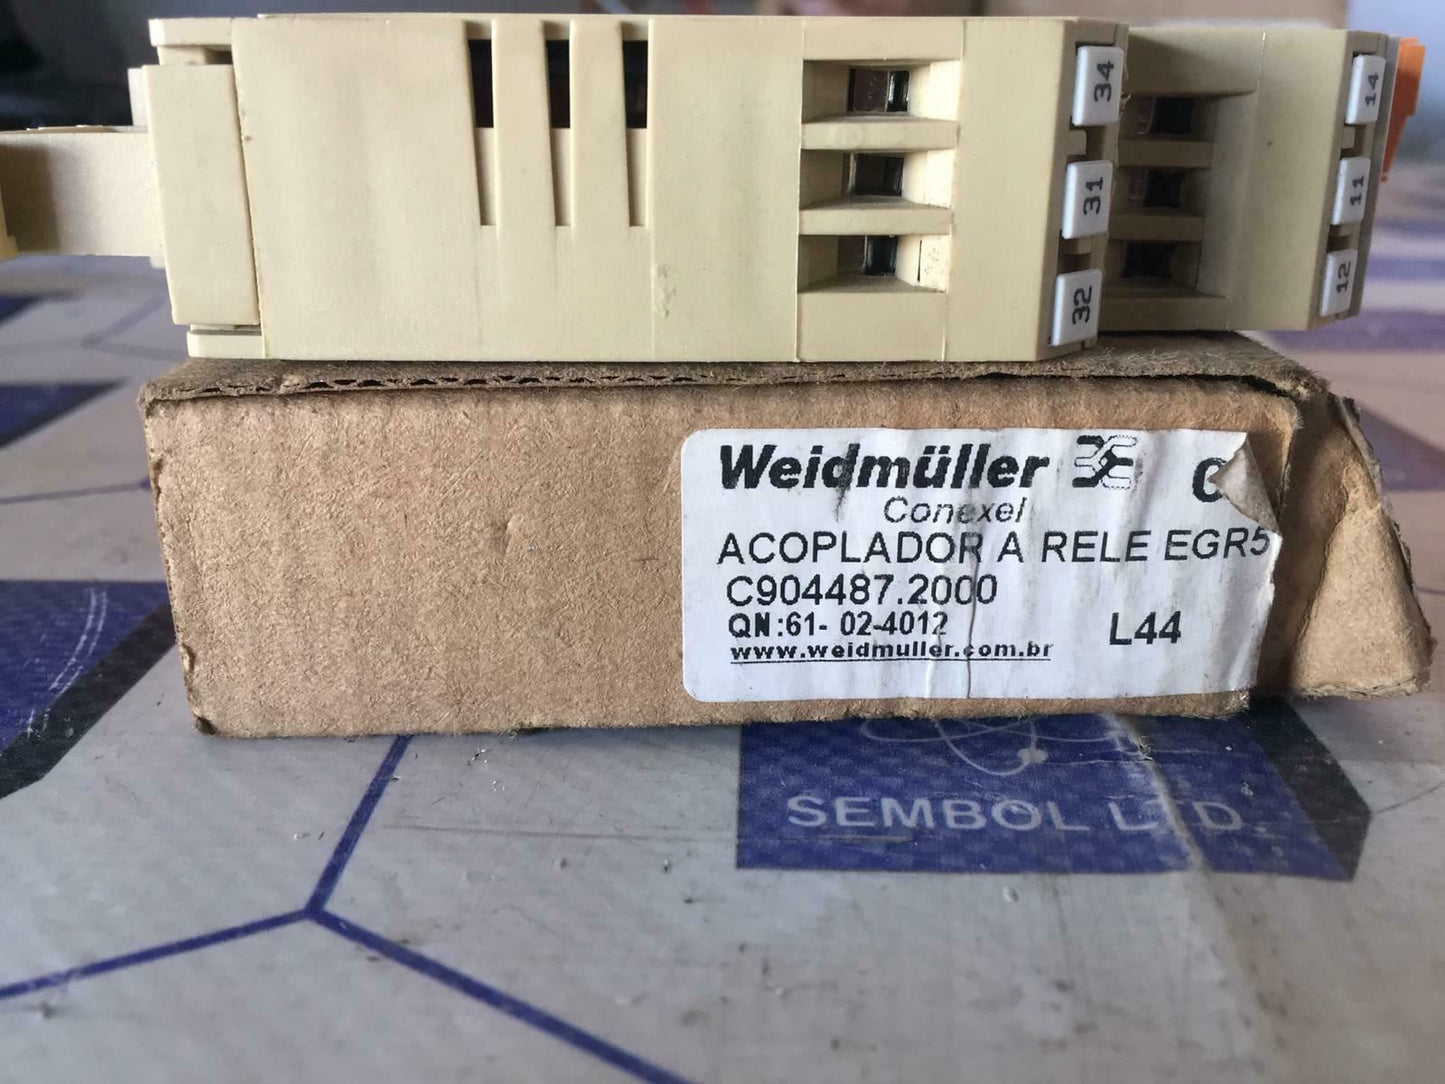 34
31
32
14
11
12
Weidmüller
Conexel
ACOPLADOR A RELE EGR5
C904487.2000
QN:61- 02-4012
L44
www.weidmuller.com.br
SEMBOL LTD.